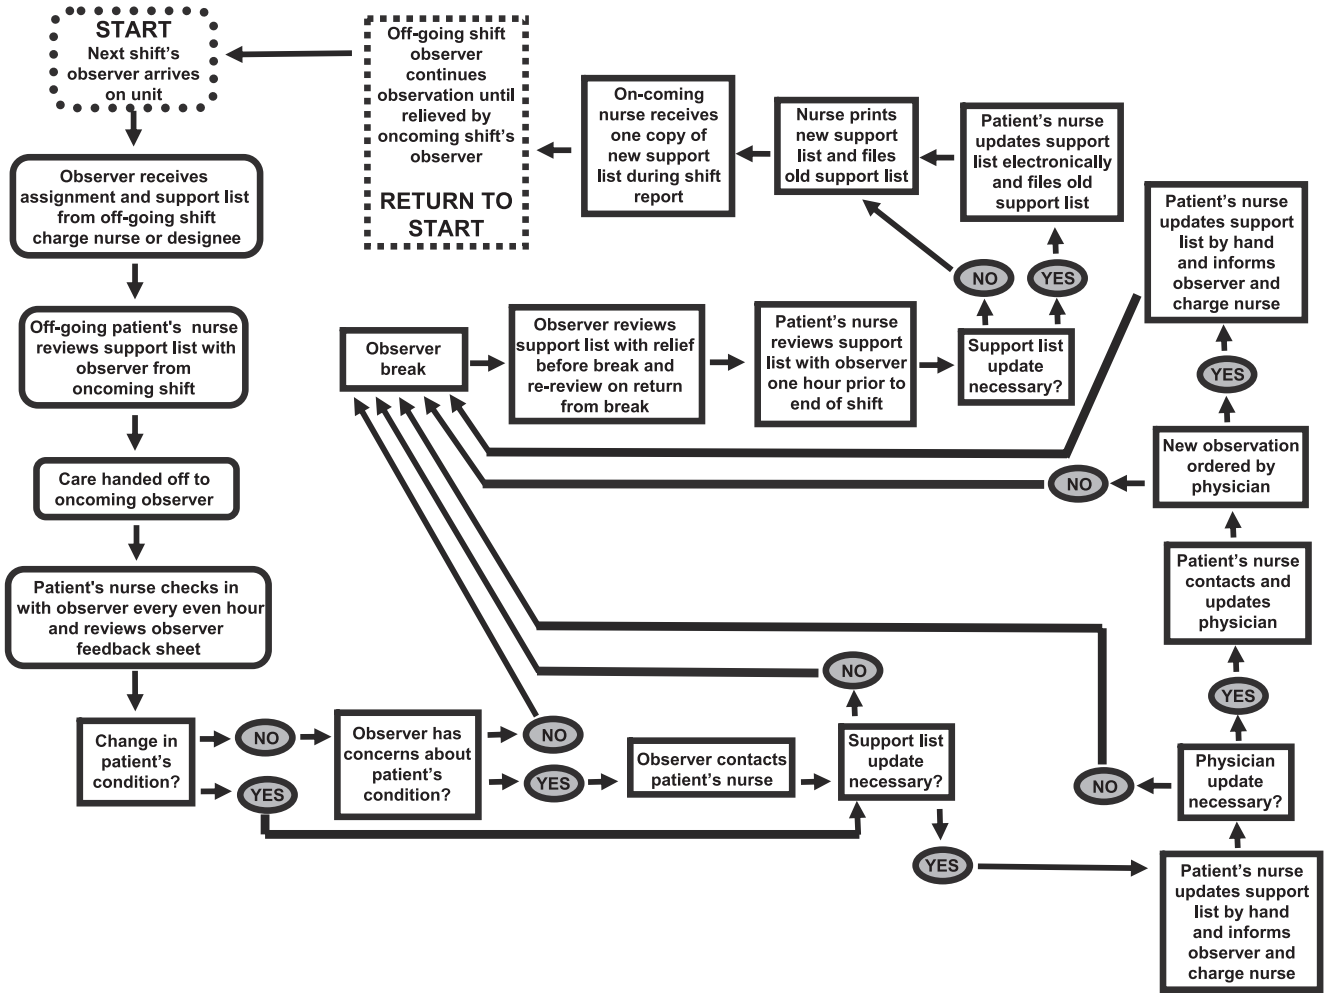 START
Next shift's
observer arrives
on unit
Observer receives
assignment and support list
from off-going shift
charge nurse or designee
Off-going patient's nurse
reviews support list with
observer from
oncoming shift
Care handed off to
oncoming observer
Patient's nurse checks in
with observer every even hour
and reviews observer
feedback sheet
Change in
patient's
condition?
NO
YES
Observer has
concerns about
patient's
condition?
NO
YES
Observer contacts
patient's nurse
Support list
update
necessary?
NO
YES
Patient's nurse
updates support
list by hand
and informs
observer and
charge nurse
Physician
update
necessary?
NO
YES
Patient's nurse
contacts and
updates
physician
New observation
ordered by
physician
NO
YES
Patient's nurse
updates support
list by hand
and informs
observer and
charge nurse
Observer
break
Observer reviews
support list with relief
before break and
re-review on return
from break
Patient's nurse
reviews support
list with observer
one hour prior to
end of shift
Support list
update
necessary?
NO
YES
Patient's nurse
updates support
list electronically
and files old
support list
Nurse prints
new support
list and files
old support list
On-coming
nurse receives
one copy of
new support
list during shift
report
Off-going shift
observer
continues
observation until
relieved by
oncoming shift's
observer
RETURN TO
START